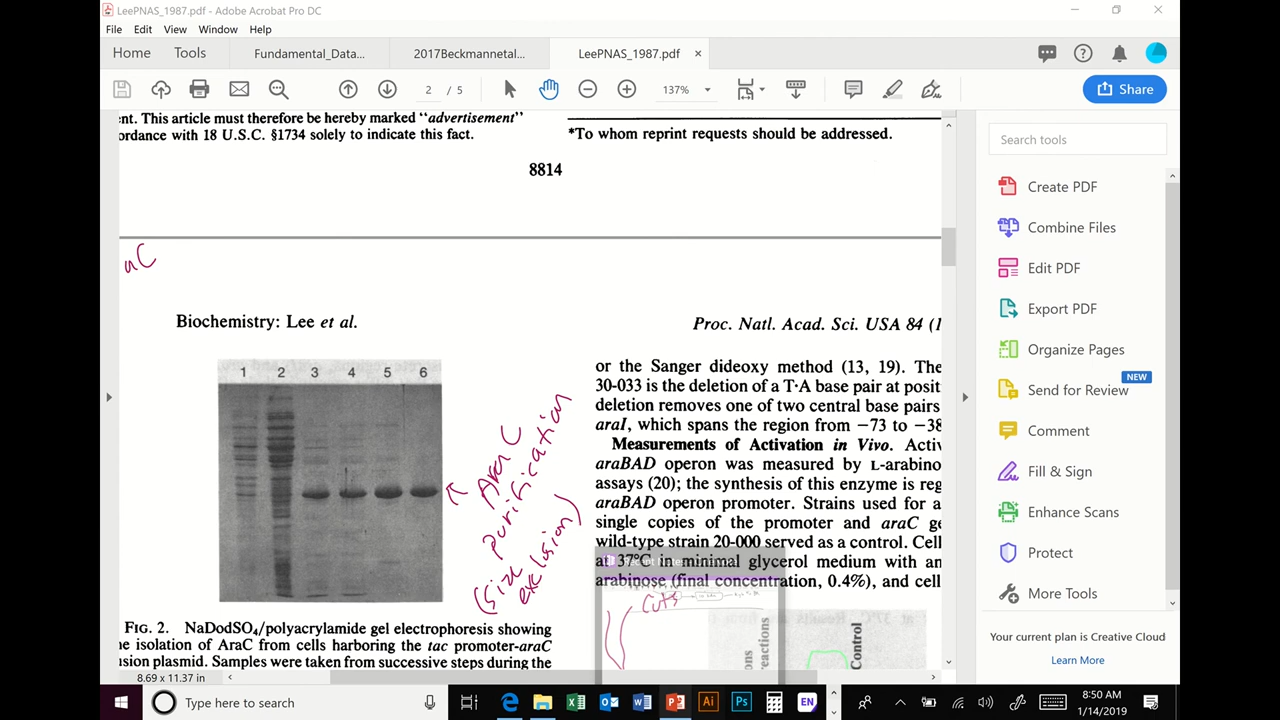 LeePNAS_1987.pdf - Adobe Acrobat Pro DC
File Edit View Window Help
Home Tools Fundamental_Data... 2017Beckmannetal... LeePNAS_1987.pdf ×
2 / 5 137% Share
ent. This article must therefore be hereby marked "advertisement"
ordance with 18 U.S.C. §1734 solely to indicate this fact.
*To whom reprint requests should be addressed.
8814
aC
Biochemistry: Lee et al.
Proc. Natl. Acad. Sci. USA 84 (1
1 2 3 4 5 6
AraC
purification
(size
exclusion)
FIG. 2. NaDodSO4/polyacrylamide gel electrophoresis showing
he isolation of AraC from cells harboring the tac promoter-araC
usion plasmid. Samples were taken from successive steps during the
or the Sanger dideoxy method (13, 19). The
30-033 is the deletion of a T·A base pair at posit
deletion removes one of two central base pairs
araI, which spans the region from −73 to −38
Measurements of Activation in Vivo. Activ
araBAD operon was measured by L-arabino
assays (20); the synthesis of this enzyme is reg
araBAD operon promoter. Strains used for a
single copies of the promoter and araC ge
wild-type strain 20-000 served as a control. Cell
at 37°C in minimal glycerol medium with an
arabinose (final concentration, 0.4%), and cell
cuts
ons
reactions
Control
8.69 x 11.37 in
Search tools
Create PDF
Combine Files
Edit PDF
Export PDF
Organize Pages
Send for Review
NEW
Comment
Fill & Sign
Enhance Scans
Protect
More Tools
Your current plan is Creative Cloud
Learn More
Type here to search
Ai Ps EN
8:50 AM
1/14/2019